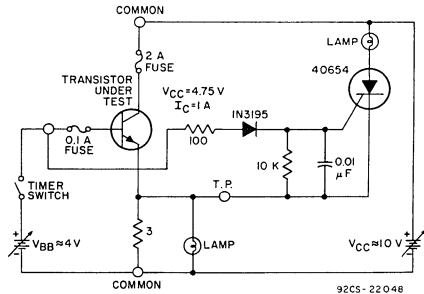 COMMON
LAMP
2 A
FUSE
TRANSISTOR
UNDER
TEST
VCC=4.75 V
IC=1 A
40654
1N3195
0.1 A
FUSE
100
10 K
0.01
μF
TIMER
SWITCH
T.P.
3
LAMP
+
VBB≈4V
-
+
VCC≈10 V
-
COMMON
92CS-22048